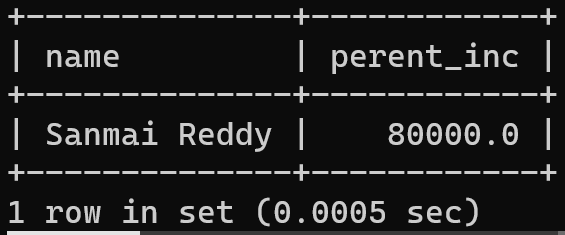 +--------------+------------+
| name         | perent_inc |
+--------------+------------+
| Sanmai Reddy |    80000.0 |
+--------------+------------+
1 row in set (0.0005 sec)